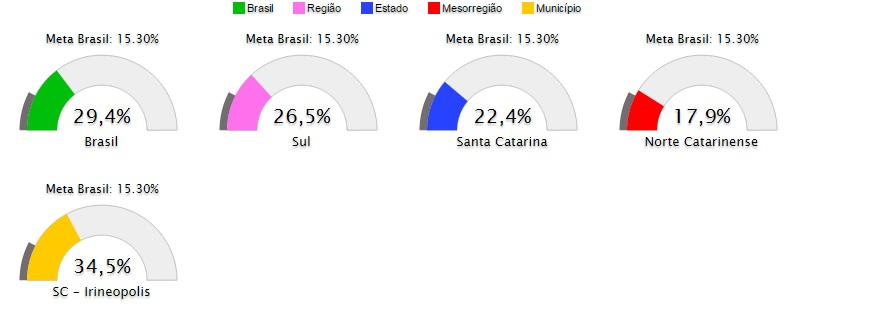 Brasil Região Estado Mesorregião Município
Meta Brasil: 15.30% Meta Brasil: 15.30% Meta Brasil: 15.30% Meta Brasil: 15.30%
29,4% 26,5% 22,4% 17,9%
Brasil Sul Santa Catarina Norte Catarinense
Meta Brasil: 15.30%
34,5%
SC - Irineopolis